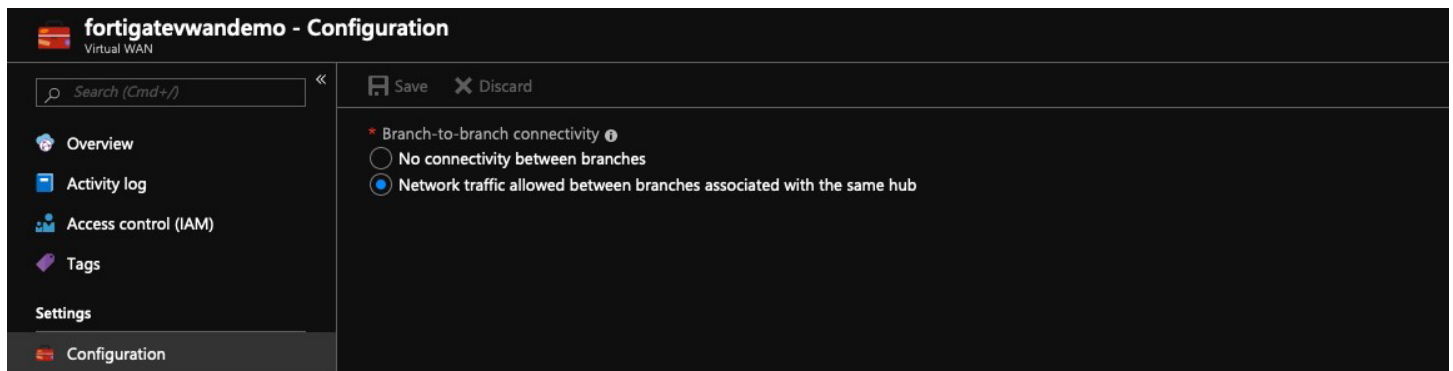 fortigatevwandemo - Configuration
Virtual WAN
Search (Cmd+/)
«
Save
Discard
* Branch-to-branch connectivity
No connectivity between branches
Network traffic allowed between branches associated with the same hub
Overview
Activity log
Access control (IAM)
Tags
Settings
Configuration